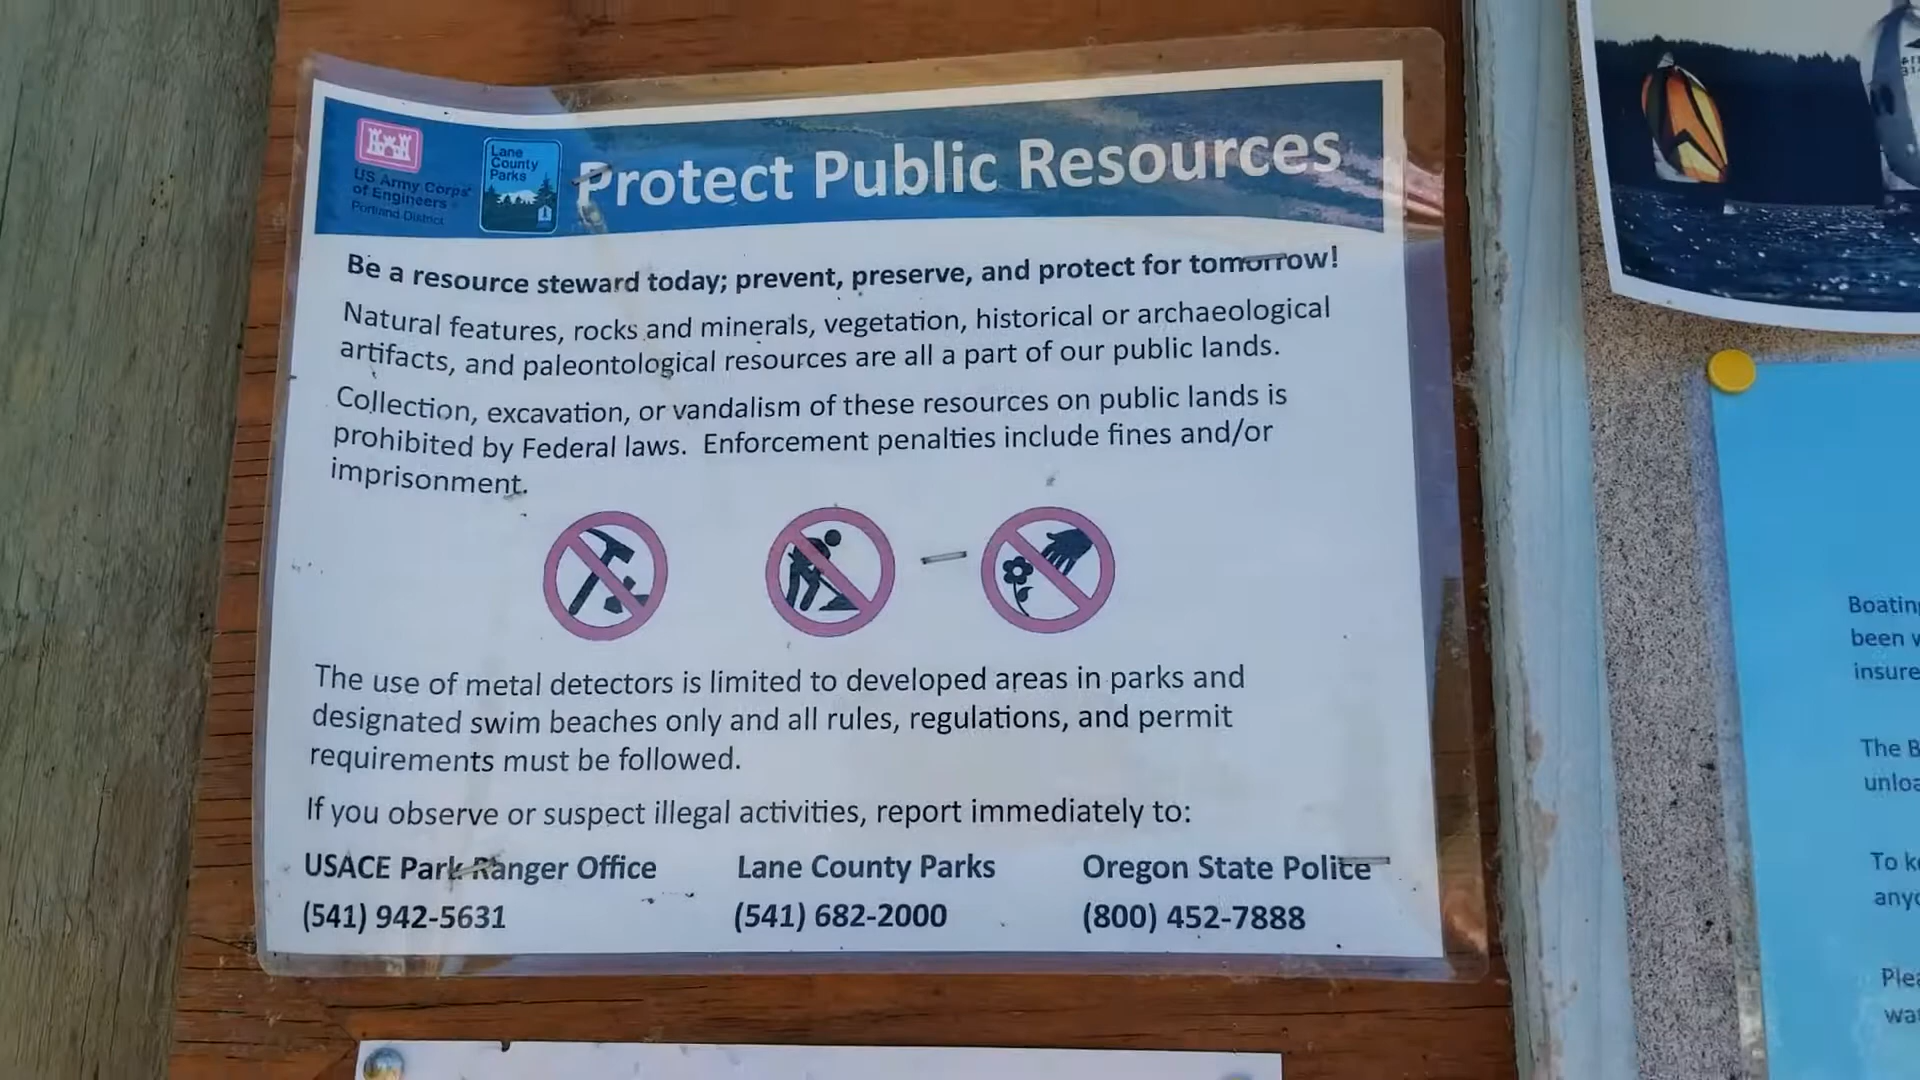 US Army Corps
of Engineers
Portland District
Lane
County
Parks
Protect Public Resources
Be a resource steward today; prevent, preserve, and protect for tomorrow!
Natural features, rocks and minerals, vegetation, historical or archaeological
artifacts, and paleontological resources are all a part of our public lands.
Collection, excavation, or vandalism of these resources on public lands is
prohibited by Federal laws. Enforcement penalties include fines and/or
imprisonment.
The use of metal detectors is limited to developed areas in parks and
designated swim beaches only and all rules, regulations, and permit
requirements must be followed.
If you observe or suspect illegal activities, report immediately to:
USACE Park Ranger Office
(541) 942-5631
Lane County Parks
(541) 682-2000
Oregon State Police
(800) 452-7888
been
The
unloa
To